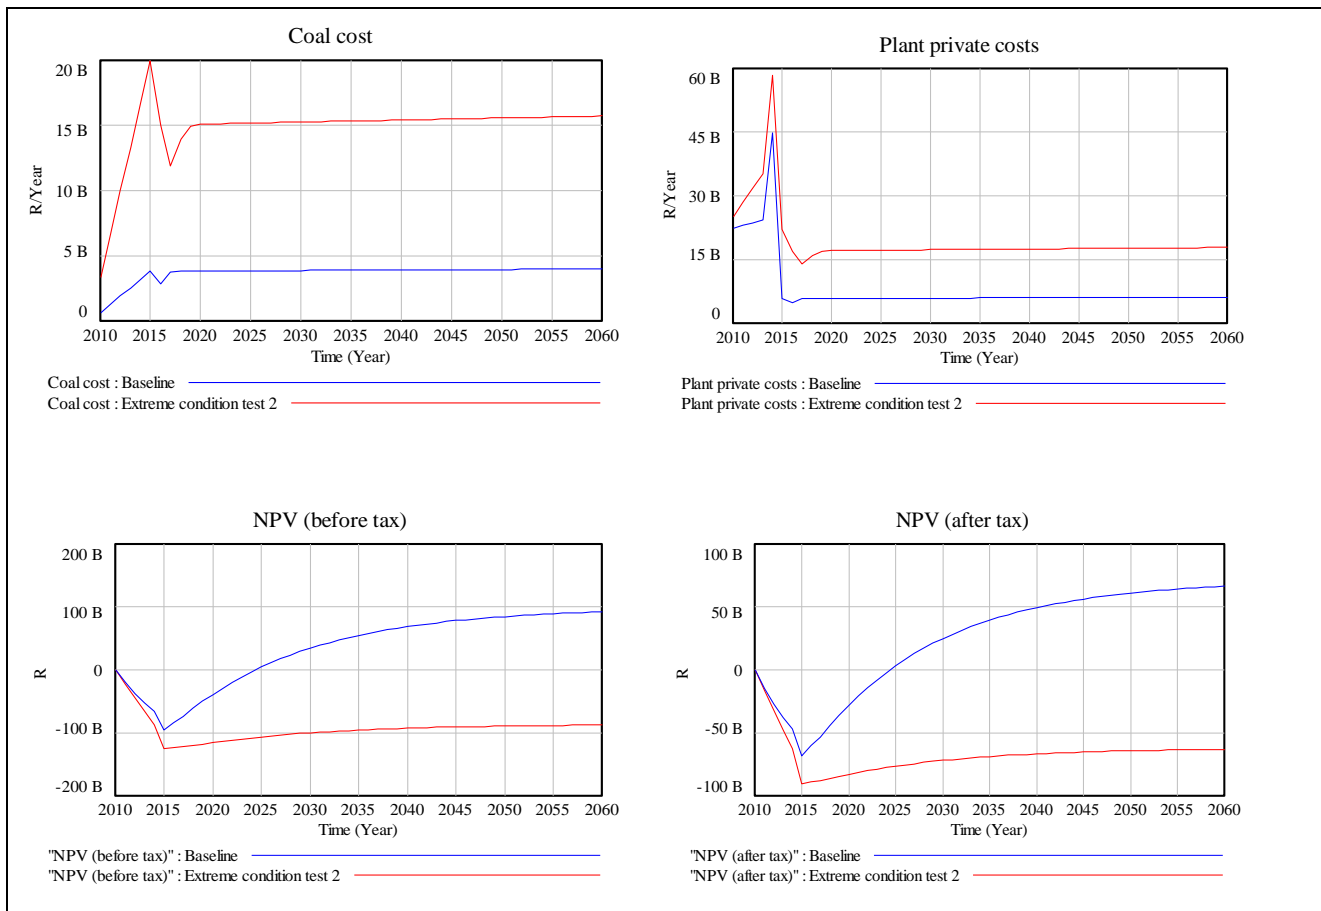 Coal cost
20 B
15 B
10 B
5 B
0
R/Year
2010 2015 2020 2025 2030 2035 2040 2045 2050 2055 2060
Time (Year)
Coal cost : Baseline
Coal cost : Extreme condition test 2
Plant private costs
60 B
45 B
30 B
15 B
0
R/Year
2010 2015 2020 2025 2030 2035 2040 2045 2050 2055 2060
Time (Year)
Plant private costs : Baseline
Plant private costs : Extreme condition test 2
NPV (before tax)
200 B
100 B
0
-100 B
-200 B
R
2010 2015 2020 2025 2030 2035 2040 2045 2050 2055 2060
Time (Year)
"NPV (before tax)" : Baseline
"NPV (before tax)" : Extreme condition test 2
NPV (after tax)
100 B
50 B
0
-50 B
-100 B
2010 2015 2020 2025 2030 2035 2040 2045 2050 2055 2060
Time (Year)
"NPV (after tax)" : Baseline
"NPV (after tax)" : Extreme condition test 2
R